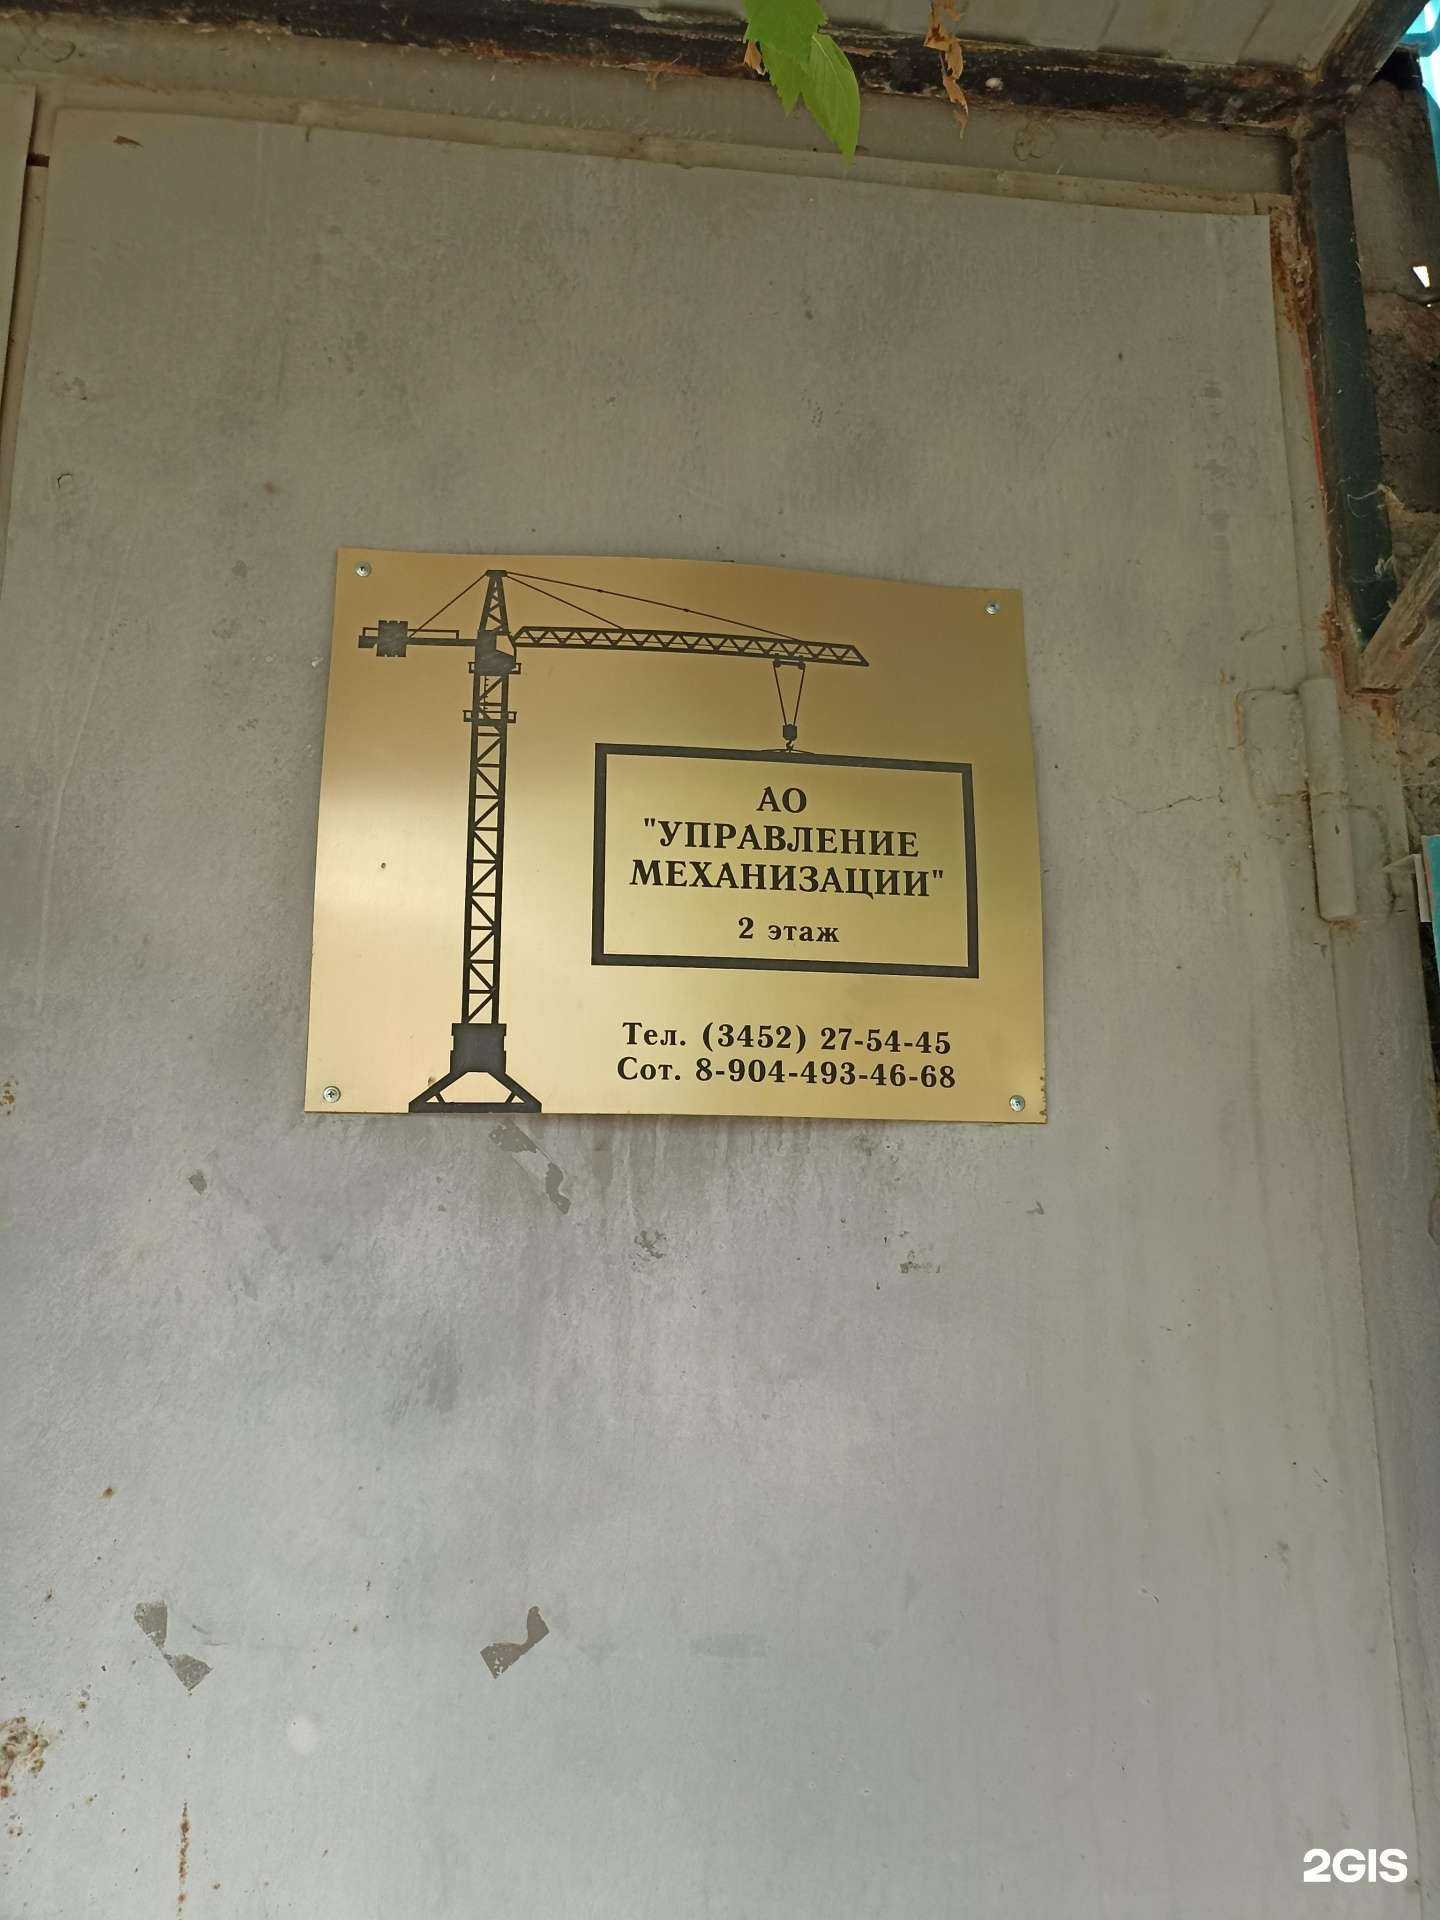 АО
"УПРАВЛЕНИЕ
МЕХАНИЗАЦИИ"
2 этаж
Тел. (3452) 27-54-45
Сот. 8-904-493-46-68
2GIS